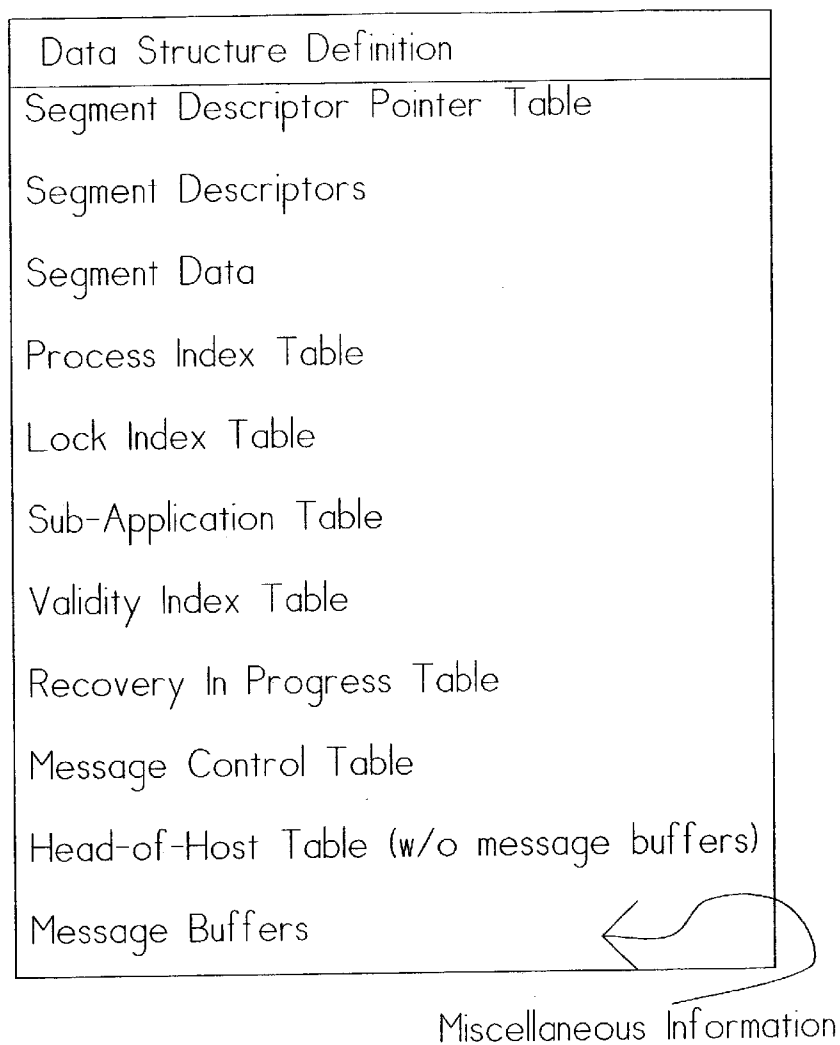 Data Structure Definition
Segment Descriptor Pointer Table
Segment Descriptors
Segment Data
Process Index Table
Lock Index Table
Sub-Application Table
Validity Index Table
Recovery In Progress Table
Message Control Table
Head-of-Host Table (w/o message buffers)
Message Buffers
Miscellaneous Information